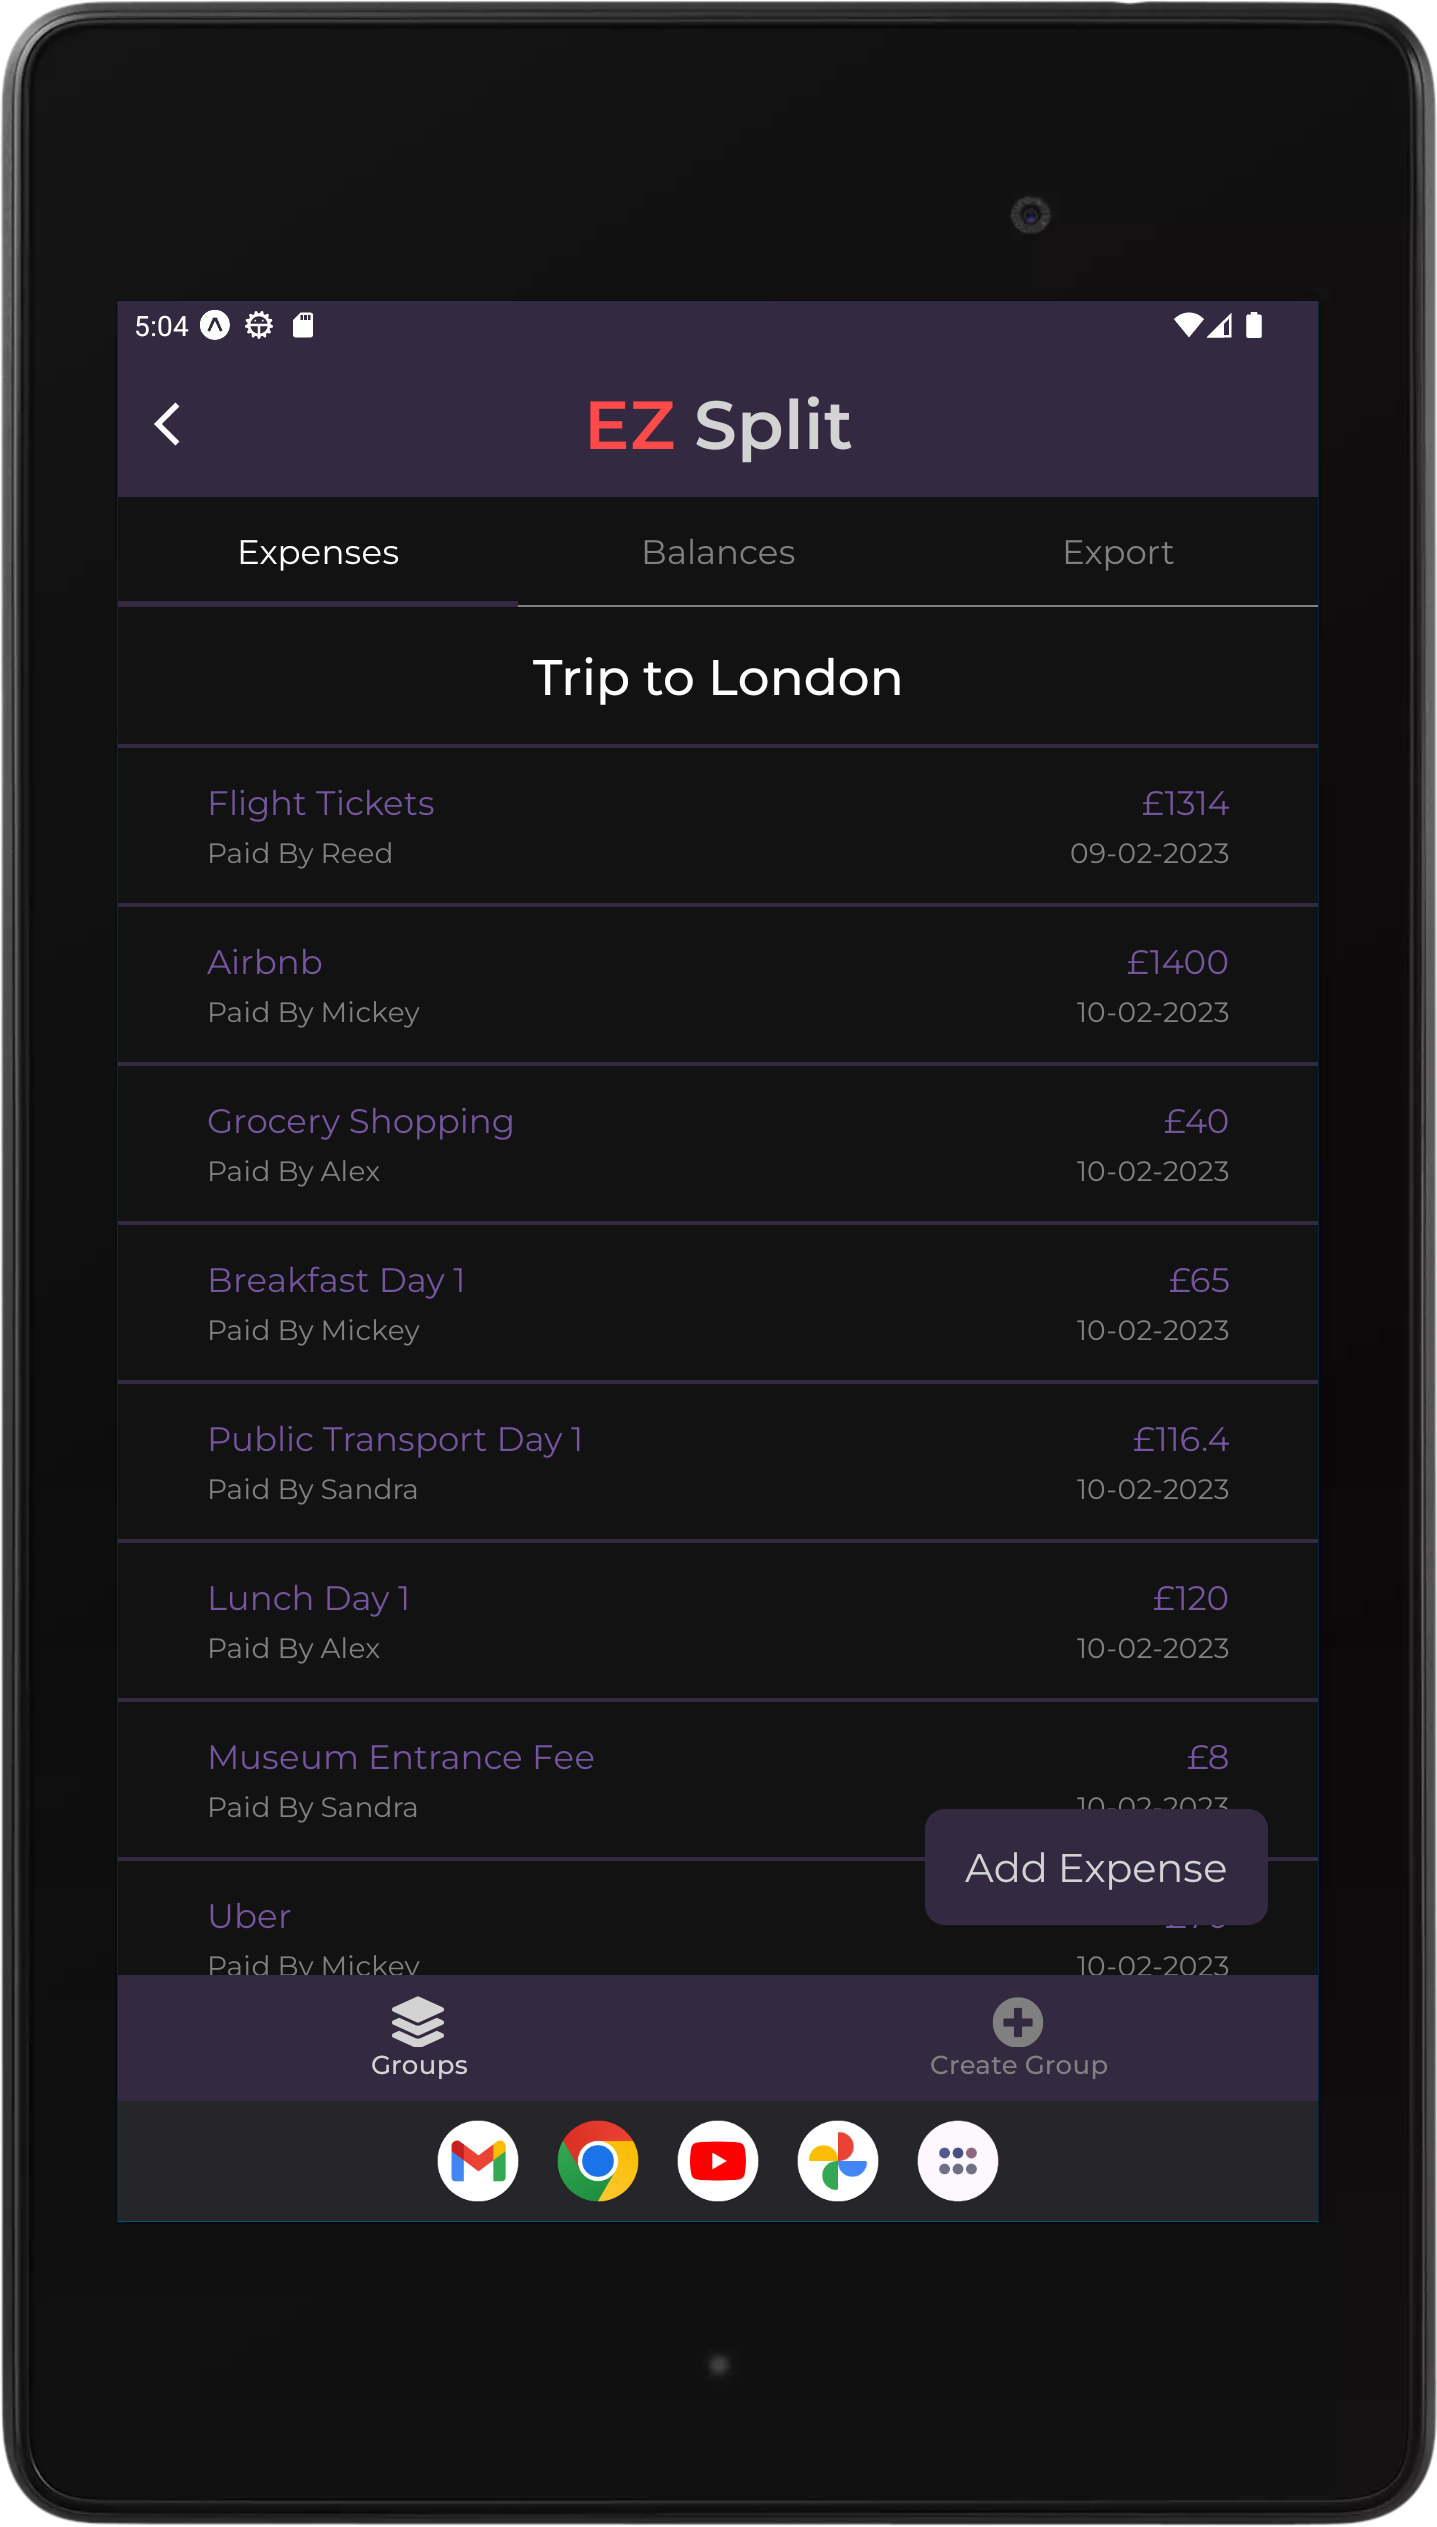 5:04
EZ Split
Expenses Balances Export
Trip to London
Flight Tickets £1314
Paid By Reed 09-02-2023
Airbnb £1400
Paid By Mickey 10-02-2023
Grocery Shopping £40
Paid By Alex 10-02-2023
Breakfast Day 1 £65
Paid By Mickey 10-02-2023
Public Transport Day 1 £116.4
Paid By Sandra 10-02-2023
Lunch Day 1 £120
Paid By Alex 10-02-2023
Museum Entrance Fee £8
Paid By Sandra 10-02-2023
Add Expense
Uber
Paid By Mickey 10-02-2023
Groups Create Group